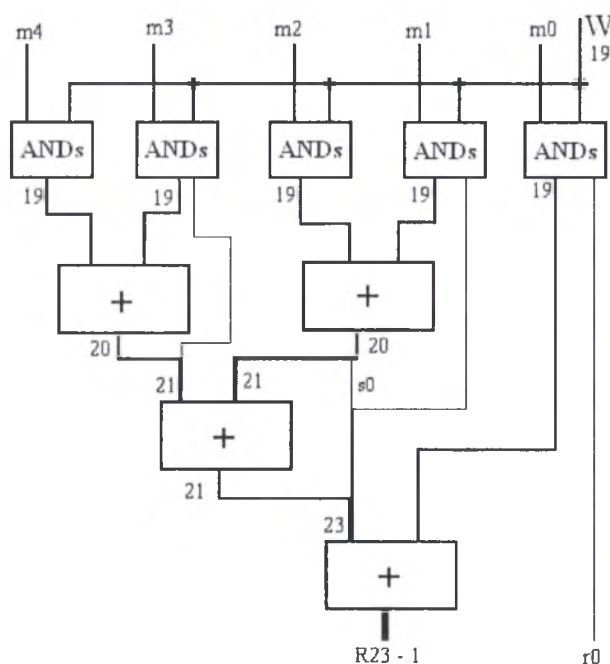 m4 m3 m2 m1 m0 W
19
ANDs ANDs ANDs ANDs ANDs
19 19 19 19 19
+ +
20 20
21 21 s0
+
21
23
+
R23 - 1 r0